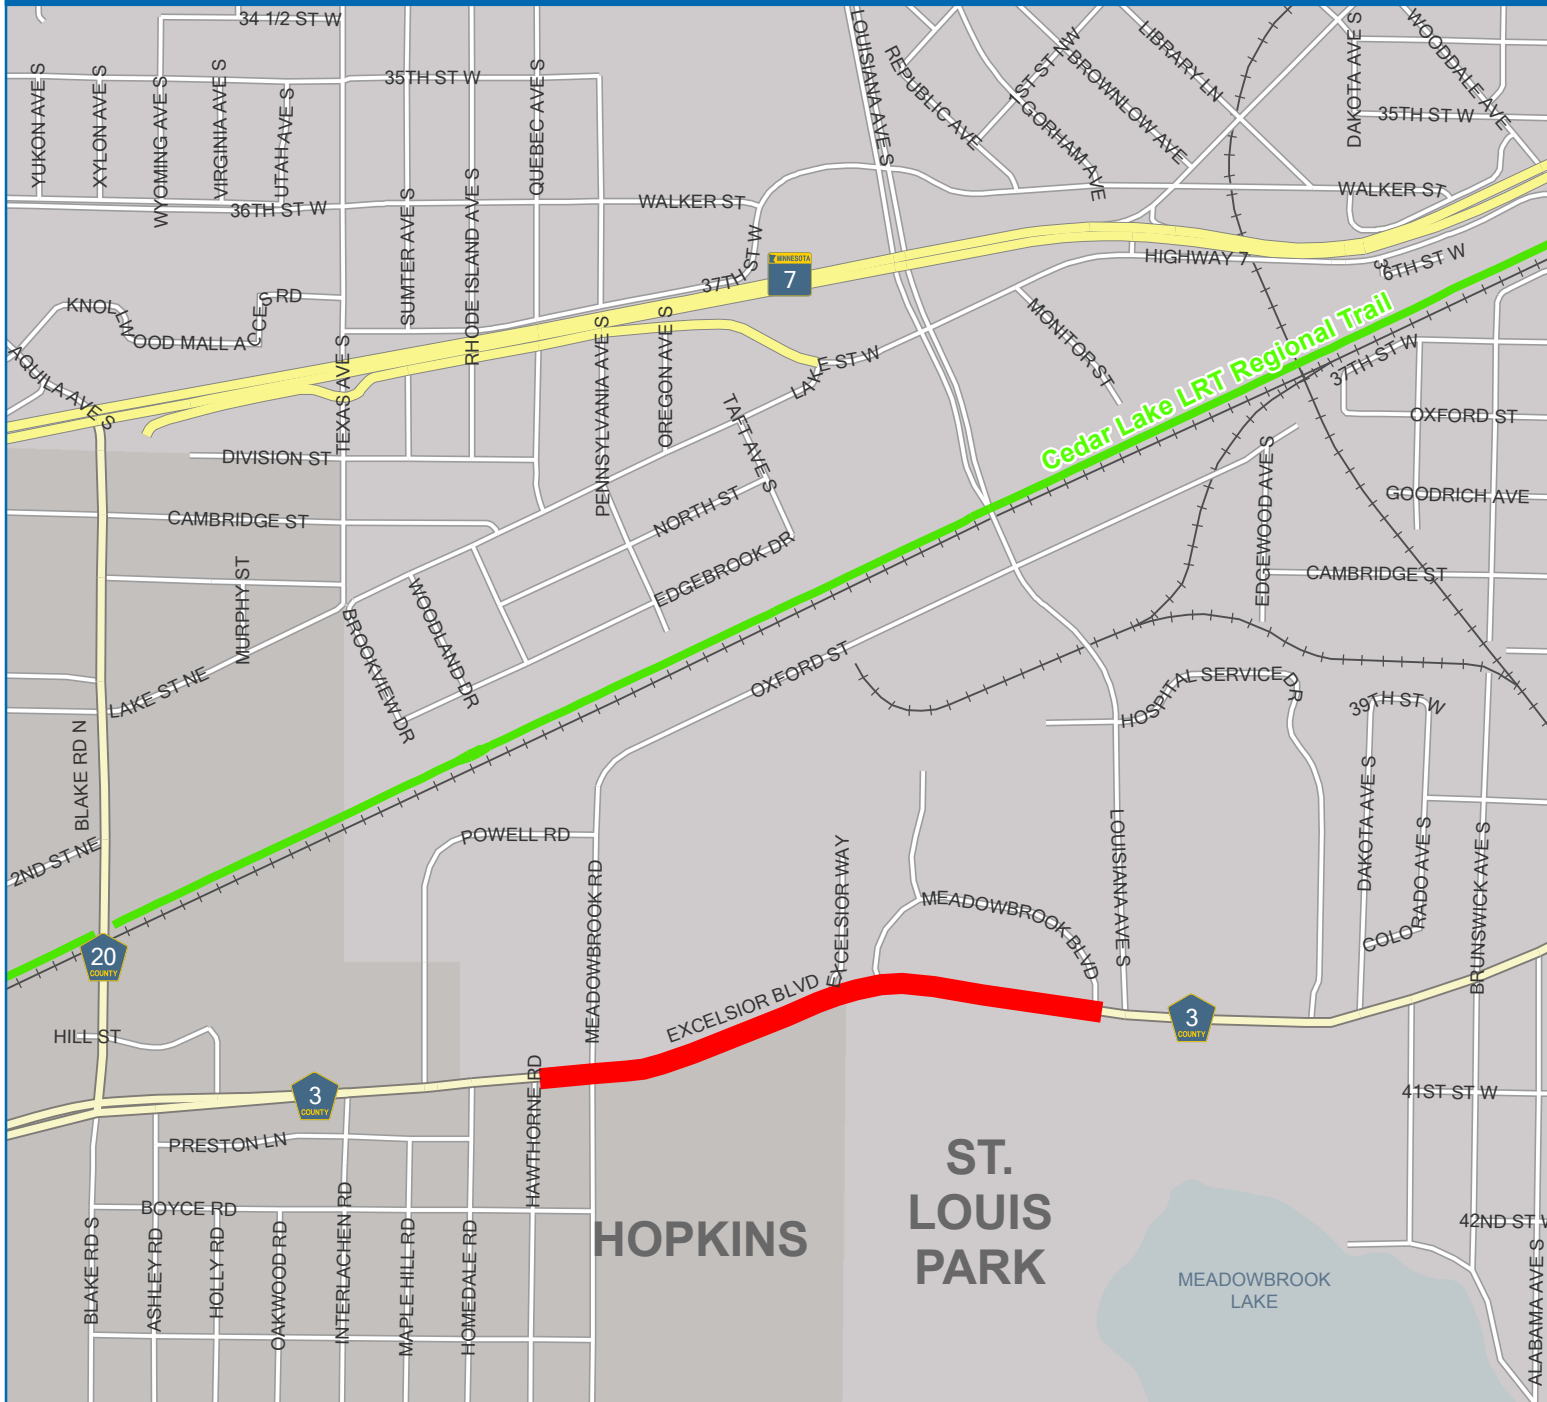 34 1/2 ST W
YUKON AVE S
XYLON AVE S
WYOMING AVE S
VIRGINIA AVE S
UTAH AVE S
35TH ST W
SUMTER AVE S
RHODE ISLAND AVE S
QUEBEC AVE S
LOUISIANA AVE S
REPUBLIC AVE
1ST ST NW
GORHAM AVE
BROWNLOW AVE
LIBRARY LN
DAKOTA AVE S
WOODDALE AVE
35TH ST W
36TH ST W
WALKER ST
WALKER ST
37TH ST W
MINNESOTA
7
HIGHWAY 7
36TH ST W
KNOLLWOOD MALL ACCESS RD
AQUILA AVE S
TEXAS AVE S
PENNSYLVANIA AVE S
OREGON AVE S
LAKE ST W
TAFT AVE S
MONITOR ST
Cedar Lake LRT Regional Trail
37TH ST W
OXFORD ST
DIVISION ST
CAMBRIDGE ST
NORTH ST
EDGEBROOK DR
GOODRICH AVE
EDGEWOOD AVE S
CAMBRIDGE ST
MURPHY ST
BROOKVIEW DR
WOODLAND DR
LAKE ST NE
OXFORD ST
HOSPITAL SERVICE DR
39TH ST W
BLAKE RD N
2ND ST NE
POWELL RD
MEADOWBROOK RD
EXCELSIOR WAY
MEADOWBROOK BLVD
LOUISIANA AVE S
DAKOTA AVE S
COLORADO AVE S
BRUNSWICK AVE S
20
COUNTY
EXCELSIOR BLVD
3
COUNTY
HILL ST
3
COUNTY
HAWTHORNE RD
41ST ST W
PRESTON LN
BOYCE RD
HOPKINS
ST.
LOUIS
PARK
42ND ST W
BLAKE RD S
ASHLEY RD
HOLLY RD
OAKWOOD RD
INTERLACHEN RD
MAPLE HILL RD
HOMEDALE RD
MEADOWBROOK
LAKE
ALABAMA AVE S